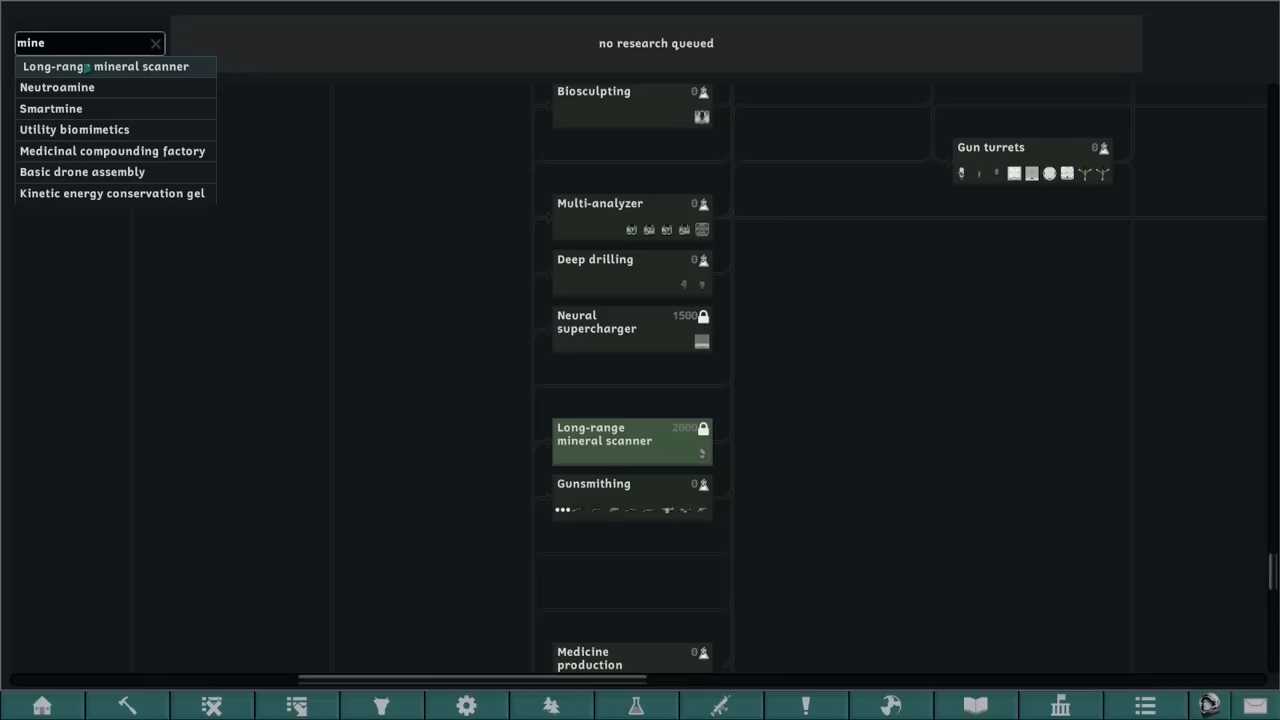 mine
no research queued
Long-range mineral scanner
Neutroamine
Smartmine
Utility biomimetics
Medicinal compounding factory
Basic drone assembly
Kinetic energy conservation gel
Biosculpting 0
Gun turrets 0
Multi-analyzer 0
Deep drilling 0
Neural 1500
supercharger
Long-range 2000
mineral scanner
Gunsmithing 0
Medicine 0
production